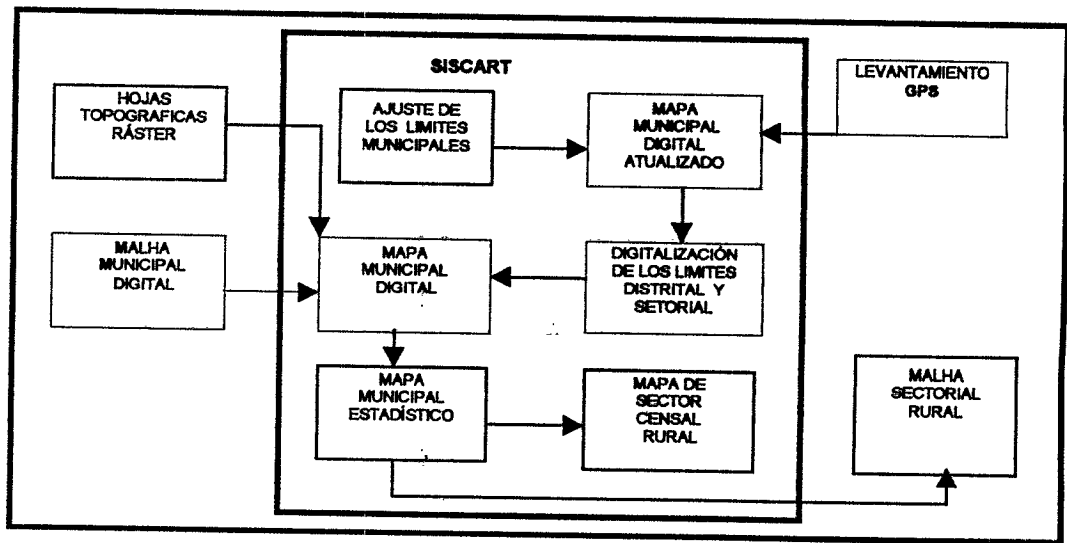 SISCART
HOJAS
TOPOGRAFICAS
RÁSTER
AJUSTE DE
LOS LIMITES
MUNICIPALES
MAPA
MUNICIPAL
DIGITAL
ATUALIZADO
LEVANTAMIENTO
GPS
MALHA
MUNICIPAL
DIGITAL
MAPA
MUNICIPAL
DIGITAL
DIGITALIZACIÓN
DE LOS LIMITES
DISTRITAL Y
SETORIAL
MAPA
MUNICIPAL
ESTADÍSTICO
MAPA DE
SECTOR
CENSAL
RURAL
MALHA
SECTORIAL
RURAL